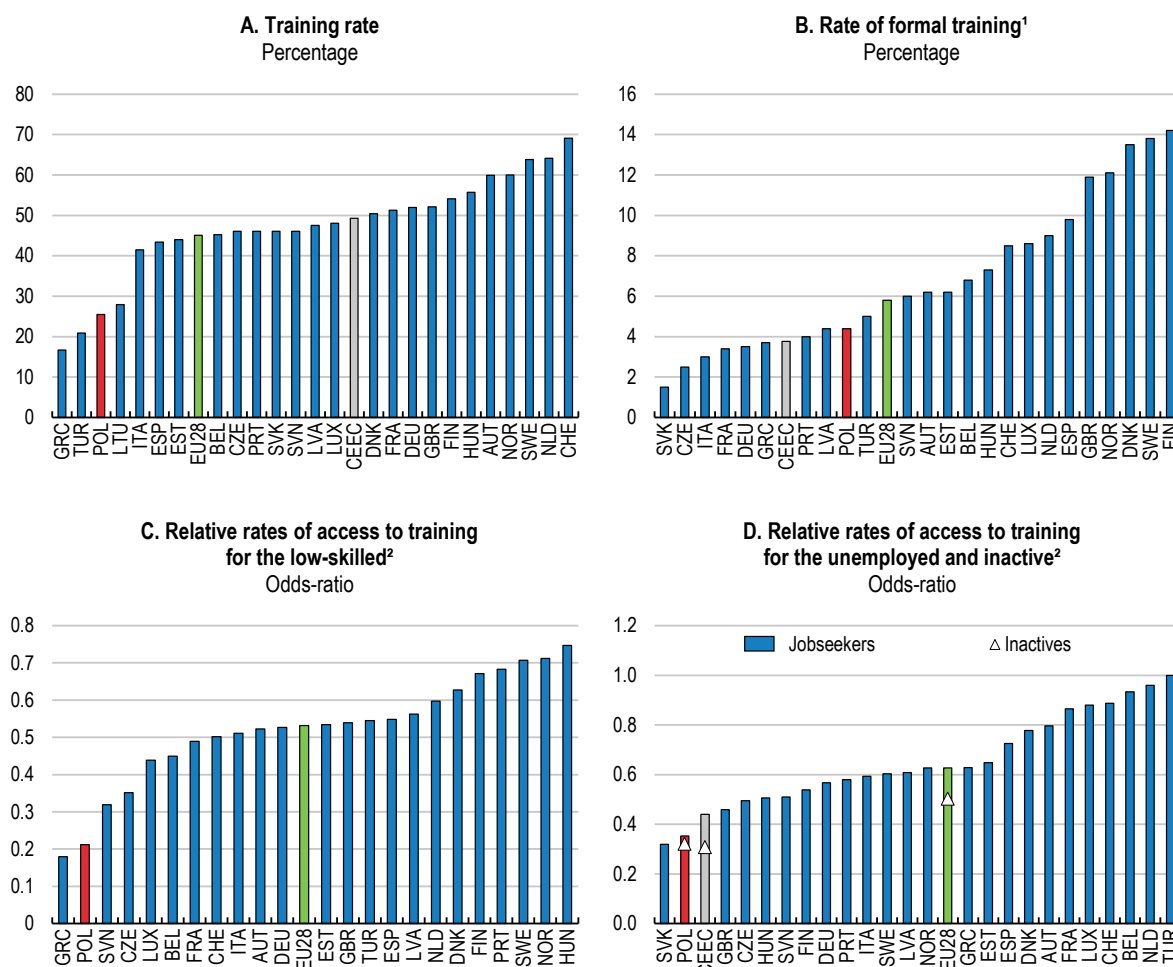 A. Training rate
Percentage
80
70
60
50
40
30
20
10
0
GRC TUR POL LTU ITA ESP EST EU28 BEL CZE PRT SVK SVN LVA LUX CEEC DNK FRA DEU GBR FIN HUN AUT NOR SWE NLD CHE
B. Rate of formal training¹
Percentage
16
14
12
10
8
6
4
2
0
SVK CZE ITA FRA DEU GRC CEEC PRT LVA POL TUR EU28 SVN AUT EST BEL HUN CHE LUX NLD ESP GBR NOR DNK SWE FIN
C. Relative rates of access to training
for the low-skilled²
Odds-ratio
0.8
0.7
0.6
0.5
0.4
0.3
0.2
0.1
0
GRC POL SVN CZE LUX BEL FRA CHE ITA AUT DEU EU28 EST GBR TUR ESP LVA NLD DNK FIN PRT SWE NOR HUN
D. Relative rates of access to training
for the unemployed and inactive²
Odds-ratio
1.2
1.0
0.8
0.6
0.4
0.2
0.0
Jobseekers
Inactives
SVK POL CEEC GBR CZE HUN SVN FIN DEU PRT ITA SWE LVA NOR EU28 GRC EST ESP DNK AUT FRA LUX CHE BEL NLD TUR